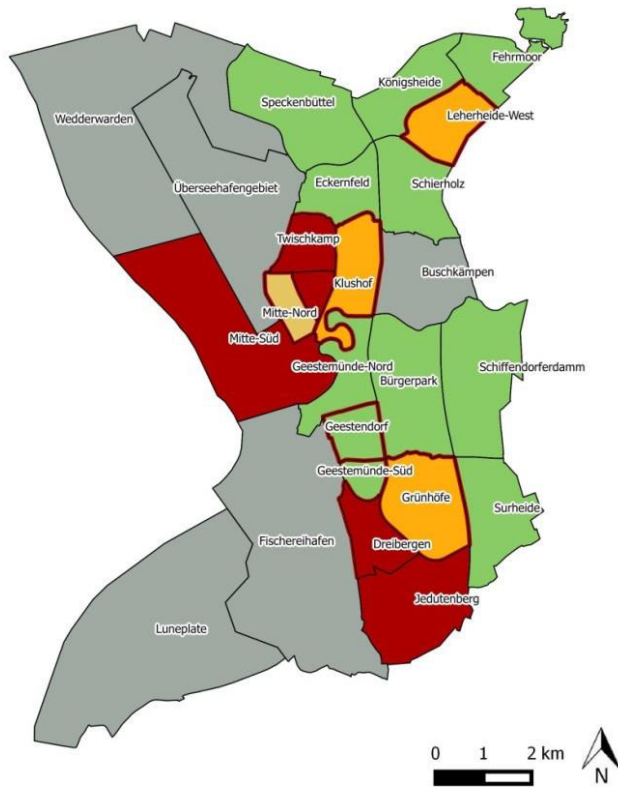 Fehrmoor
Königsheide
Speckenbüttel
Leherheide-West
Wedderwarden
Eckernfeld
Schierholz
Überseehafengebiet
Twischkamp
Klushof
Buschkämpen
Mitte-Nord
Mitte-Süd
Geestemünde-Nord
Bürgerpark
Schiffendorferdamm
Geestendorf
Geestemünde-Süd
Grünhöfe
Surheide
Fischereihafen
Dreibergen
Jedutenberg
Luneplate
0 1 2 km
N